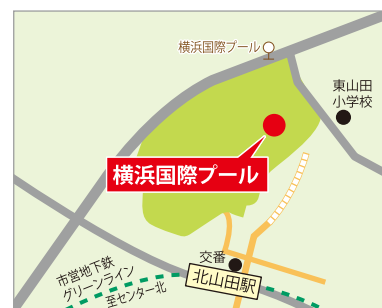 横浜国際プール
東山田
小学校
横浜国際プール
交番
北山田駅
市営地下鉄
グリーンライン
至センター北